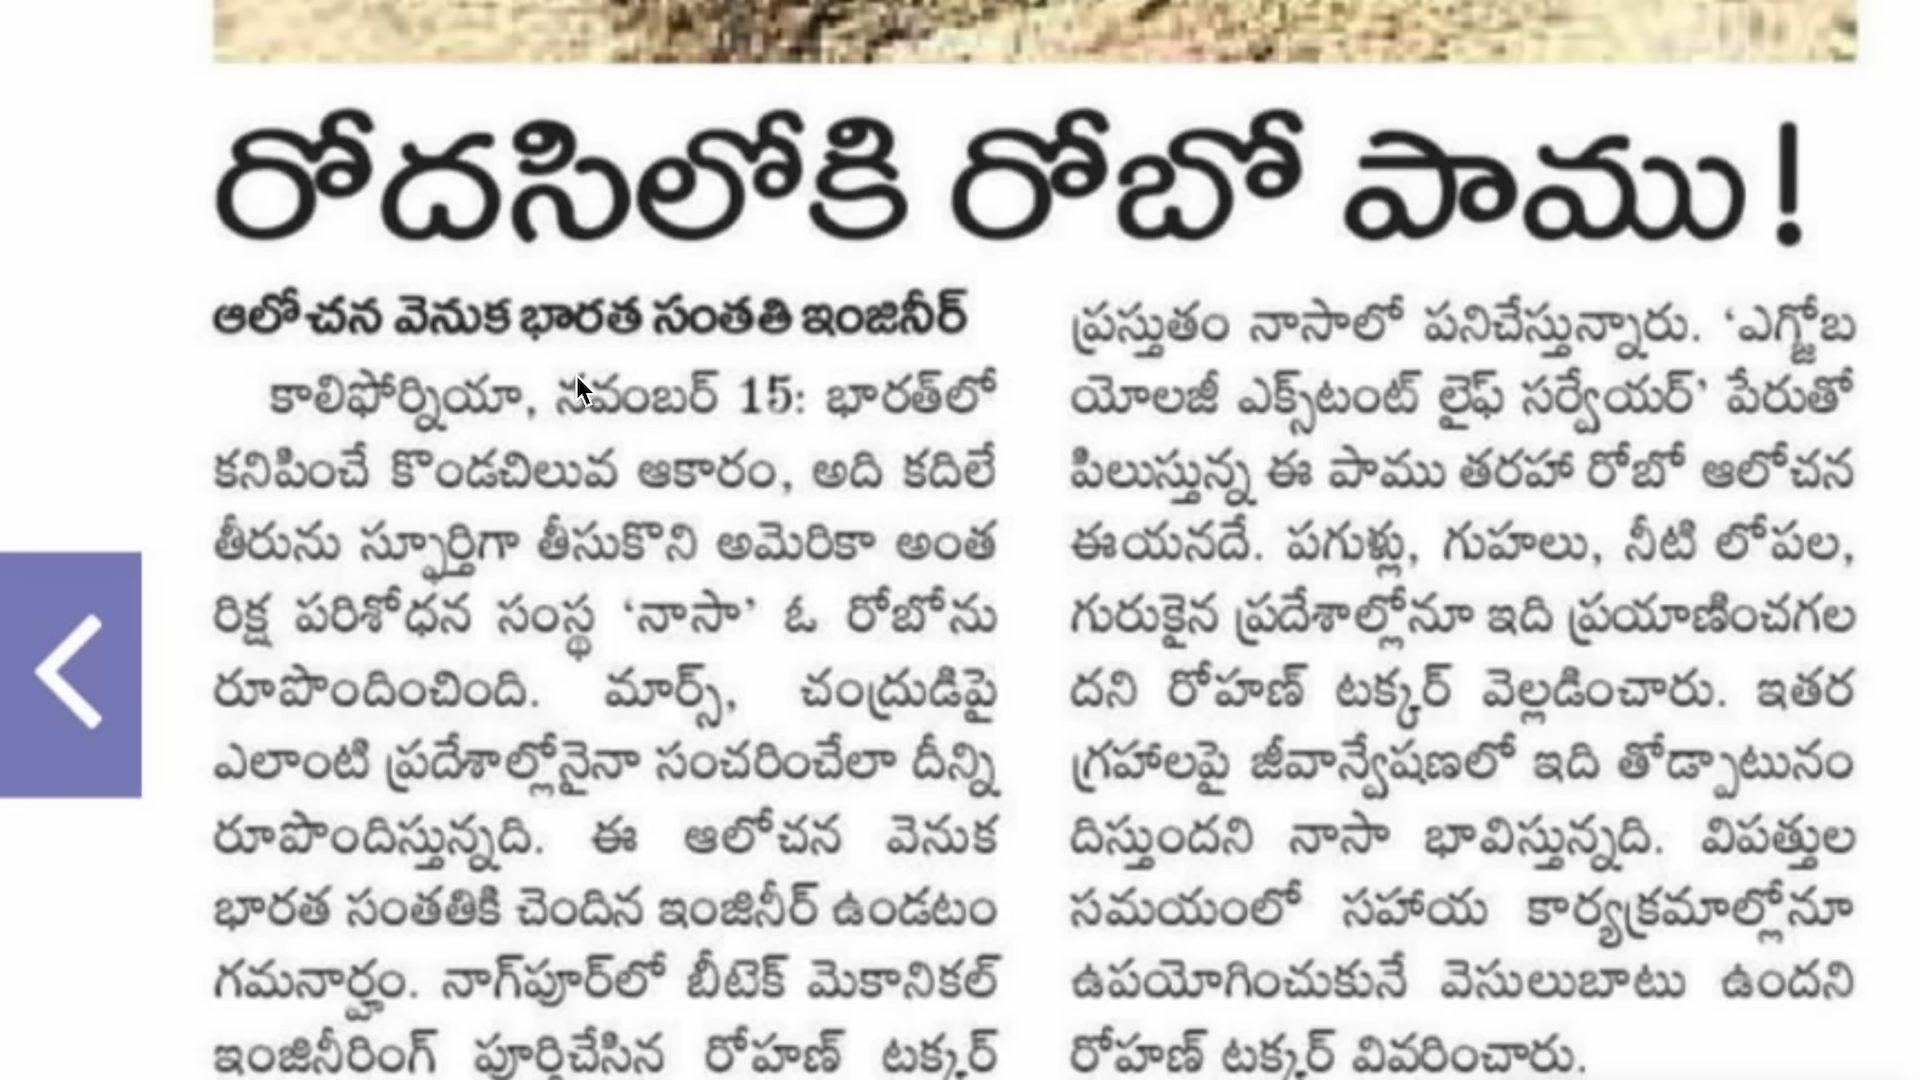 రోదసిలోకి రోబో పాము!
ఆలోచన వెనుక భారత సంతతి ఇంజినీర్
కాలిఫోర్నియా, నవంబర్ 15: భారత్‌లో
కనిపించే కొండచిలువ ఆకారం, అది కదిలే
తీరును స్ఫూర్తిగా తీసుకొని అమెరికా అంత
రిక్ష పరిశోధన సంస్థ ‘నాసా’ ఓ రోబోను
రూపొందించింది. మార్స్, చంద్రుడిపై
ఎలాంటి ప్రదేశాల్లోనైనా సంచరించేలా దీన్ని
రూపొందిస్తున్నది. ఈ ఆలోచన వెనుక
భారత సంతతికి చెందిన ఇంజినీర్ ఉండటం
గమనార్హం. నాగ్‌పూర్‌లో బీటెక్ మెకానికల్
ఇంజినీరింగ్ పూర్తిచేసిన రోహణ్ టక్కర్
ప్రస్తుతం నాసాలో పనిచేస్తున్నారు. ‘ఎగ్జోబ
యోలజీ ఎక్స్‌టంట్ లైఫ్ సర్వేయర్’ పేరుతో
పిలుస్తున్న ఈ పాము తరహా రోబో ఆలోచన
ఈయనదే. పగుళ్లు, గుహలు, నీటి లోపల,
గురుకైన ప్రదేశాల్లోనూ ఇది ప్రయాణించగల
దని రోహణ్ టక్కర్ వెల్లడించారు. ఇతర
గ్రహాలపై జీవాన్వేషణలో ఇది తోడ్పాటునం
దిస్తుందని నాసా భావిస్తున్నది. విపత్తుల
సమయంలో సహాయ కార్యక్రమాల్లోనూ
ఉపయోగించుకునే వెసులుబాటు ఉందని
రోహణ్ టక్కర్ వివరించారు.